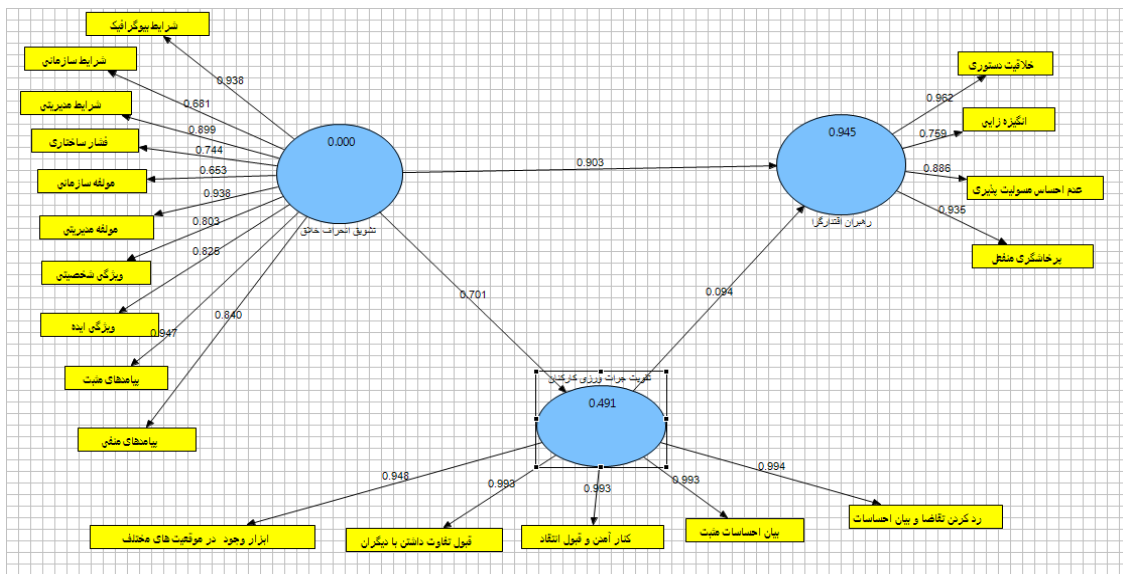 شرایط بیوگرافیک
0.938
شرایط سازمانی
0.681
شرایط مدیریتی
0.899
فشار ساختاری
0.744
مولفه سازمانی
0.653
مولفه مدیریتی
0.938
ویژگی شخصیتی
0.803
ویژگی ایده
0.825
پیامدهای مثبت
0.947
پیامدهای منفی
0.840
0.000
تشویق انحراف خلاق
0.903
0.701
0.094
0.945
رهبران اقتدارگرا
خلاقیت دستوری
0.962
انگیزه زایی
0.759
عدم احساس مسولیت پذیری
0.886
پرخاشگری منفعل
0.935
تقویت جرات ورزی کارکنان
0.491
0.948
0.993
0.993
0.993
0.994
رد کردن تقاضا و بیان احساسات
بیان احساسات مثبت
کنار آمدن و قبول انتقاد
قبول تفاوت داشتن با دیگران
ابزار وجود در موقعیت های مختلف